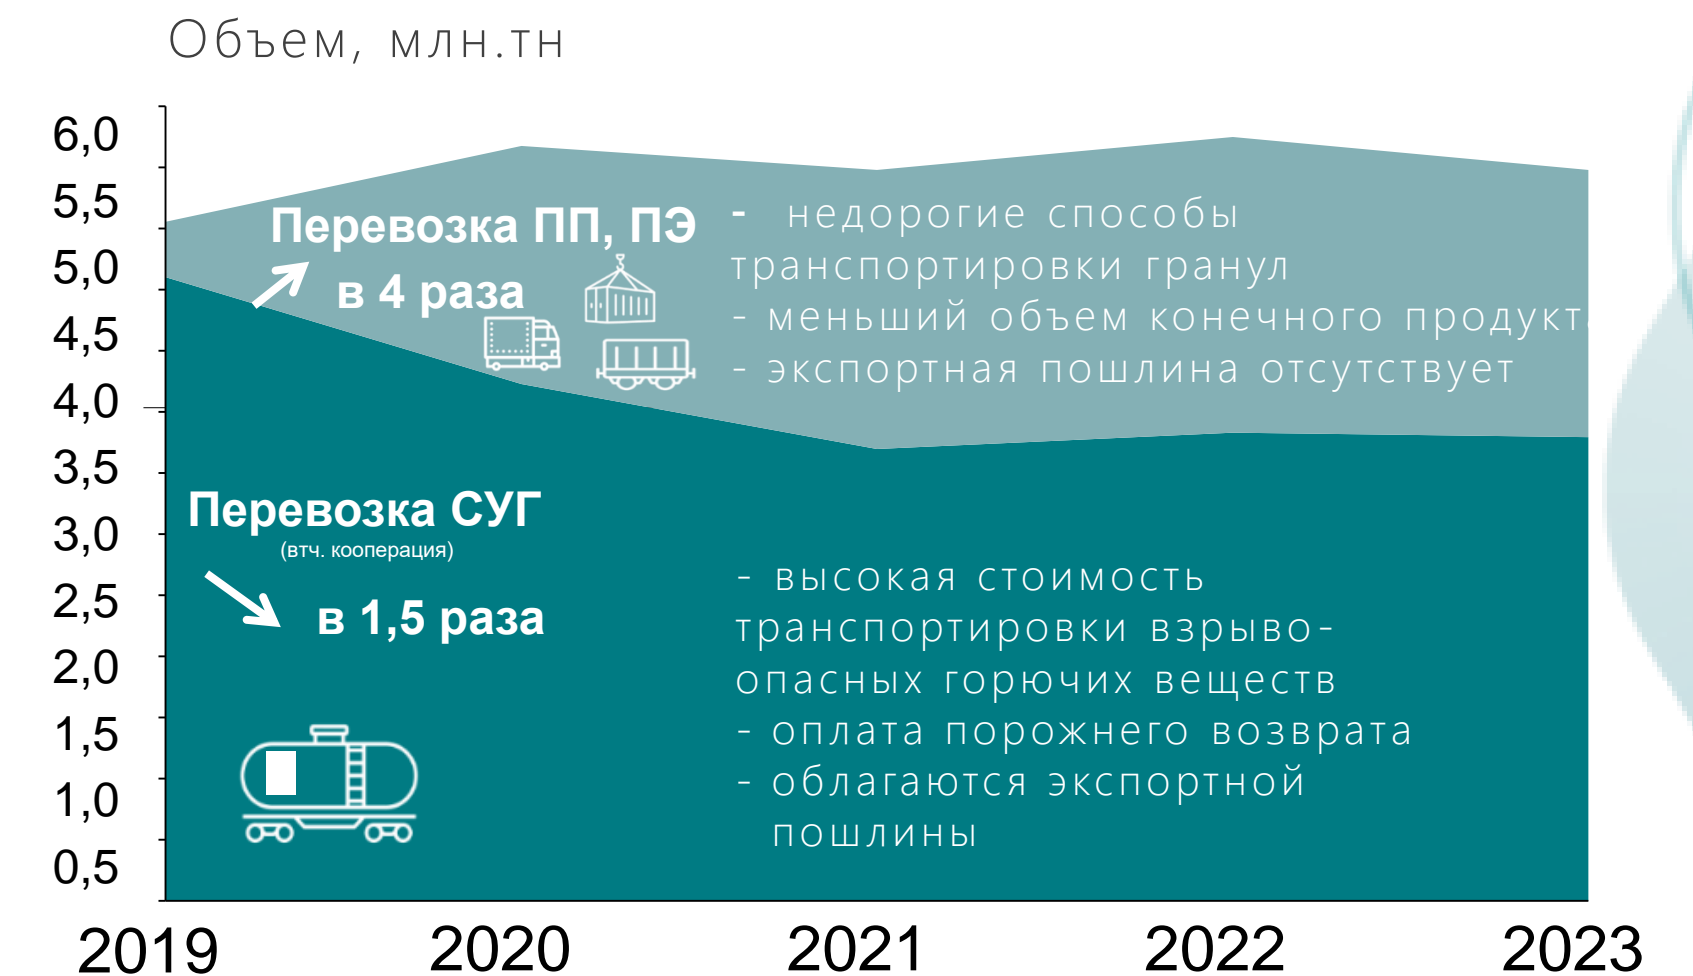 Объем, млн.тн
6,0
5,5
5,0
4,5
4,0
3,5
3,0
2,5
2,0
1,5
1,0
0,5
Перевозка ПП, ПЭ
в 4 раза
- недорогие способы
транспортировки гранул
- меньший объем конечного продукт
- экспортная пошлина отсутствует
Перевозка СУГ
(втч. кооперация)
в 1,5 раза
- высокая стоимость
транспортировки взрыво-
опасных горючих веществ
- оплата порожнего возврата
- облагаются экспортной
пошлины
2019 2020 2021 2022 2023